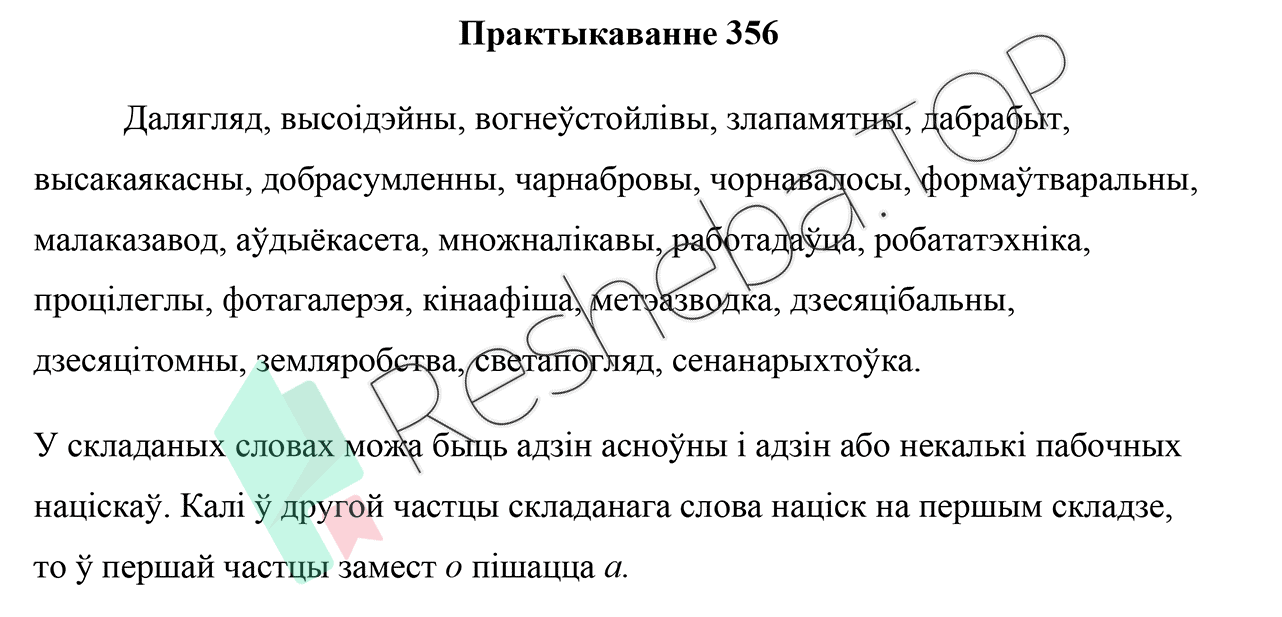 Практыкаванне 356
Далягляд, высоідэйны, вогнеўстойлівы, злапамятны, дабрабыт,
высакаякасны, добрасумленны, чарнабровы, чорнавалосы, формаўтваральны,
малаказавод, аўдыёкасета, множналікавы, работадаўца, робататэхніка,
процілеглы, фотагалерэя, кінаафіша, метэазводка, дзесяцібальны,
дзесяцітомны, земляробства, светапогляд, сенанарыхтоўка.
У складаных словах можа быць адзін асноўны і адзін або некалькі пабочных
націскаў. Калі ў другой частцы складанага слова націск на першым складзе,
то ў першай частцы замест о пішацца а.
Resheba.TOP